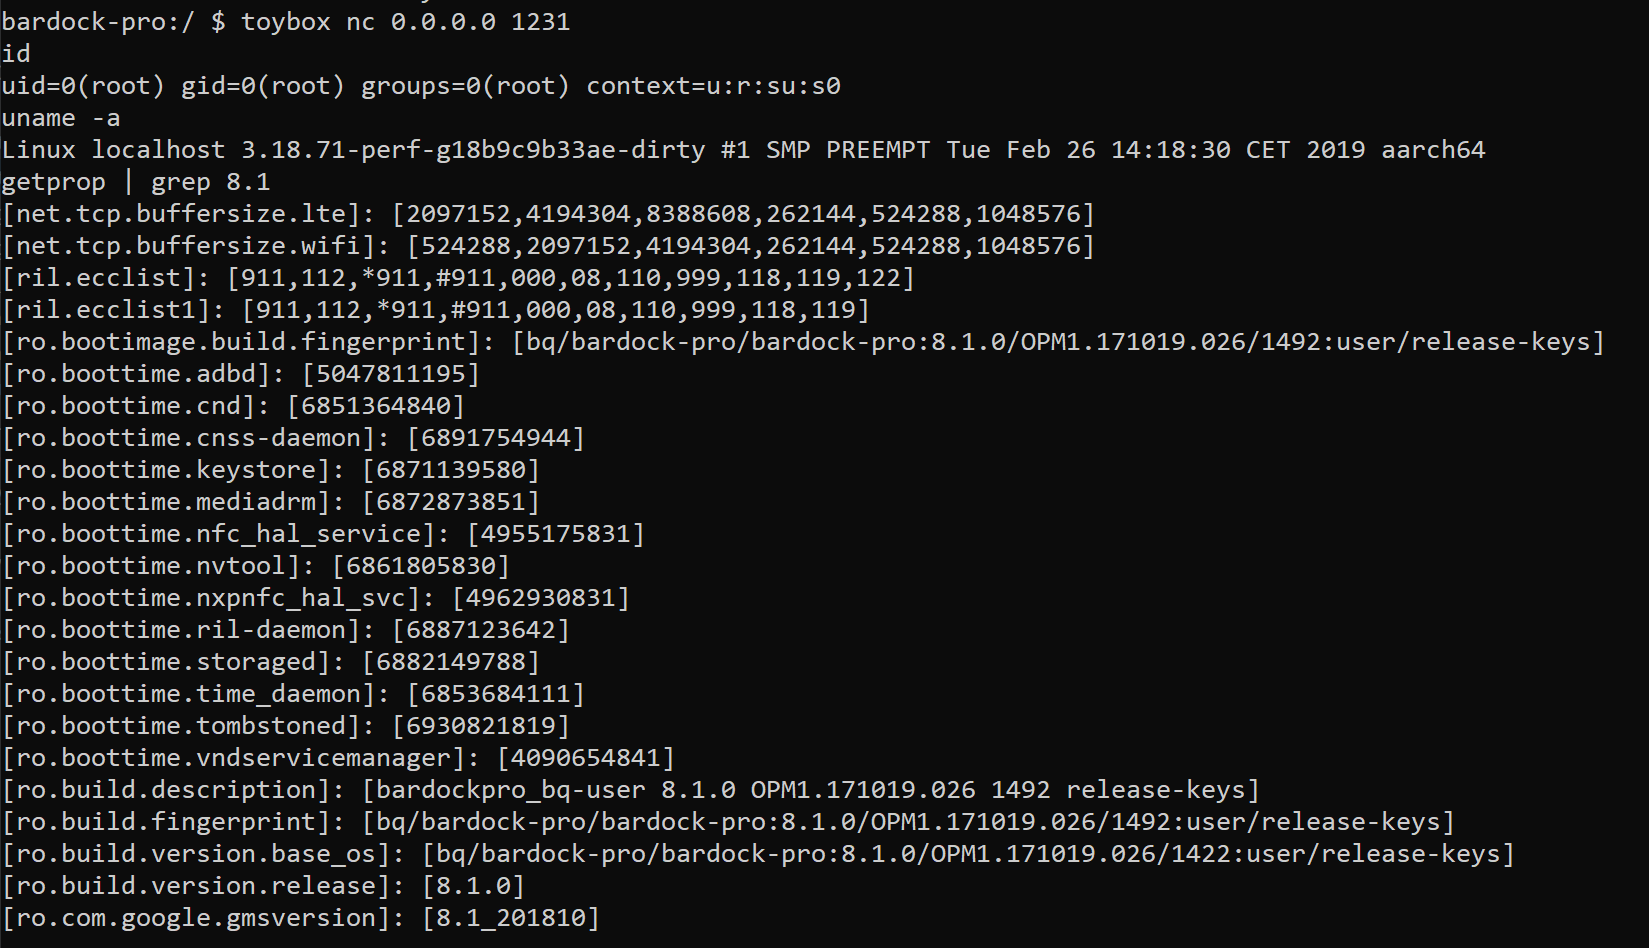 bardock-pro:/ $ toybox nc 0.0.0.0 1231
id
uid=0(root) gid=0(root) groups=0(root) context=u:r:su:s0
uname -a
Linux localhost 3.18.71-perf-g18b9c9b33ae-dirty #1 SMP PREEMPT Tue Feb 26 14:18:30 CET 2019 aarch64
getprop | grep 8.1
[net.tcp.buffersize.lte]: [2097152,4194304,8388608,262144,524288,1048576]
[net.tcp.buffersize.wifi]: [524288,2097152,4194304,262144,524288,1048576]
[ril.ecclist]: [911,112,*911,#911,000,08,110,999,118,119,122]
[ril.ecclist1]: [911,112,*911,#911,000,08,110,999,118,119]
[ro.bootimage.build.fingerprint]: [bq/bardock-pro/bardock-pro:8.1.0/OPM1.171019.026/1492:user/release-keys]
[ro.boottime.adbd]: [5047811195]
[ro.boottime.cnd]: [6851364840]
[ro.boottime.cnss-daemon]: [6891754944]
[ro.boottime.keystore]: [6871139580]
[ro.boottime.mediadrm]: [6872873851]
[ro.boottime.nfc_hal_service]: [4955175831]
[ro.boottime.nvtool]: [6861805830]
[ro.boottime.nxpnfc_hal_svc]: [4962930831]
[ro.boottime.ril-daemon]: [6887123642]
[ro.boottime.storaged]: [6882149788]
[ro.boottime.time_daemon]: [6853684111]
[ro.boottime.tombstoned]: [6930821819]
[ro.boottime.vndservicemanager]: [4090654841]
[ro.build.description]: [bardockpro_bq-user 8.1.0 OPM1.171019.026 1492 release-keys]
[ro.build.fingerprint]: [bq/bardock-pro/bardock-pro:8.1.0/OPM1.171019.026/1492:user/release-keys]
[ro.build.version.base_os]: [bq/bardock-pro/bardock-pro:8.1.0/OPM1.171019.026/1422:user/release-keys]
[ro.build.version.release]: [8.1.0]
[ro.com.google.gmsversion]: [8.1_201810]